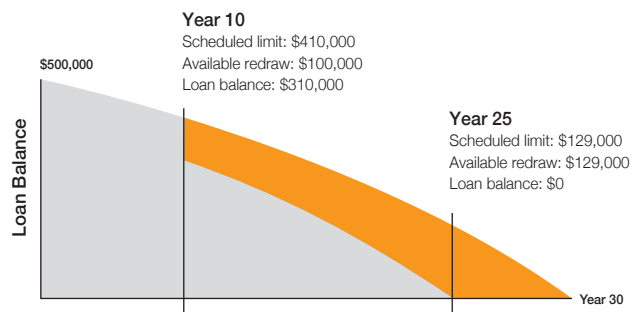 Year 10
Scheduled limit: $410,000
Available redraw: $100,000
Loan balance: $310,000
$500,000
Year 25
Scheduled limit: $129,000
Available redraw: $129,000
Loan balance: $0
Loan Balance
Year 30